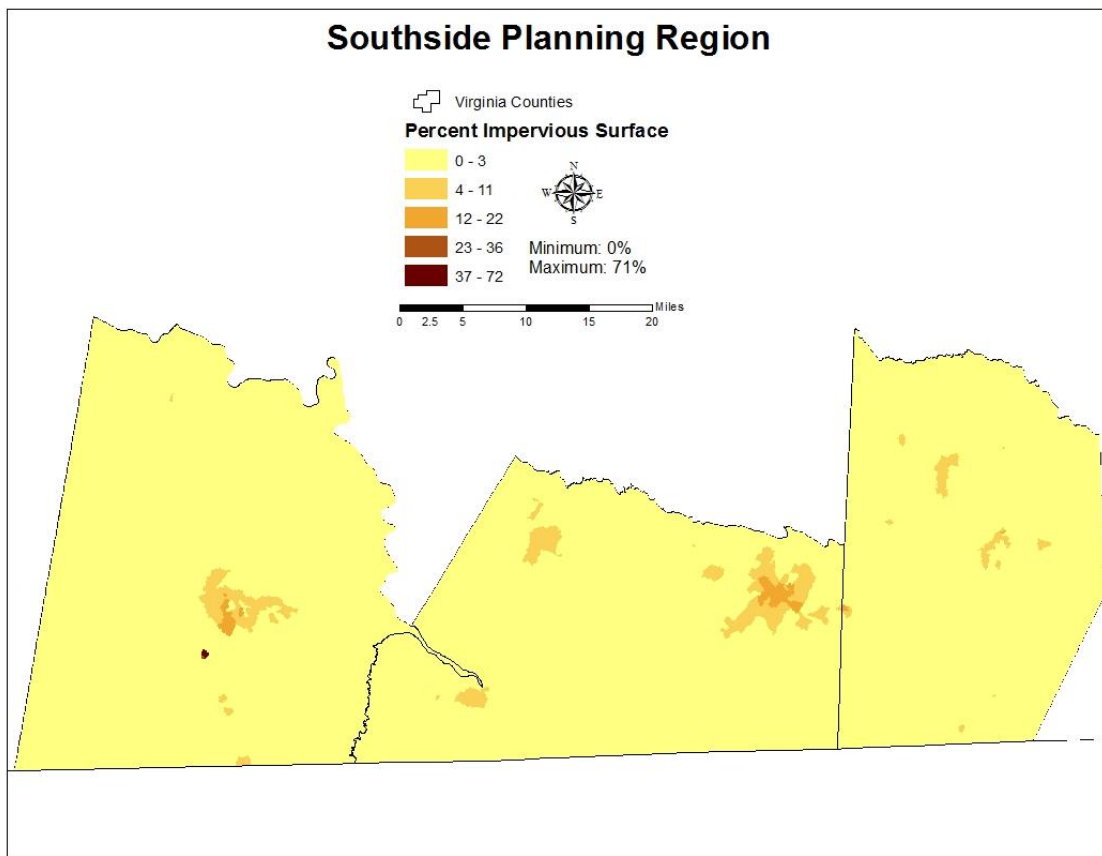 Southside Planning Region
Virginia Counties
Percent Impervious Surface
0 - 3
4 - 11
12 - 22
23 - 36
37 - 72
N
W E
S
Minimum: 0%
Maximum: 71%
Miles
0 2.5 5 10 15 20